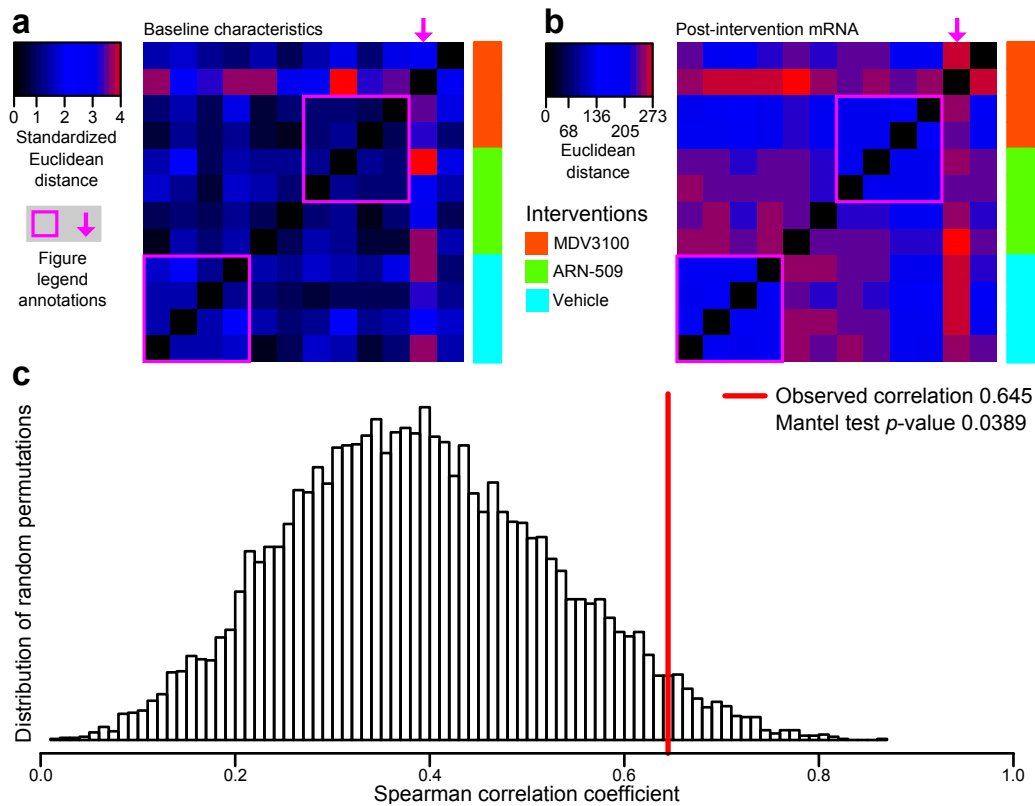 a
Baseline characteristics
0 1 2 3 4
Standardized
Euclidean
distance
Figure
legend
annotations
b
Post-intervention mRNA
0 136 273
68 205
Euclidean
distance
Interventions
MDV3100
ARN-509
Vehicle
c
Observed correlation 0.645
Mantel test p-value 0.0389
Distribution of random permutations
0.0 0.2 0.4 0.6 0.8 1.0
Spearman correlation coefficient